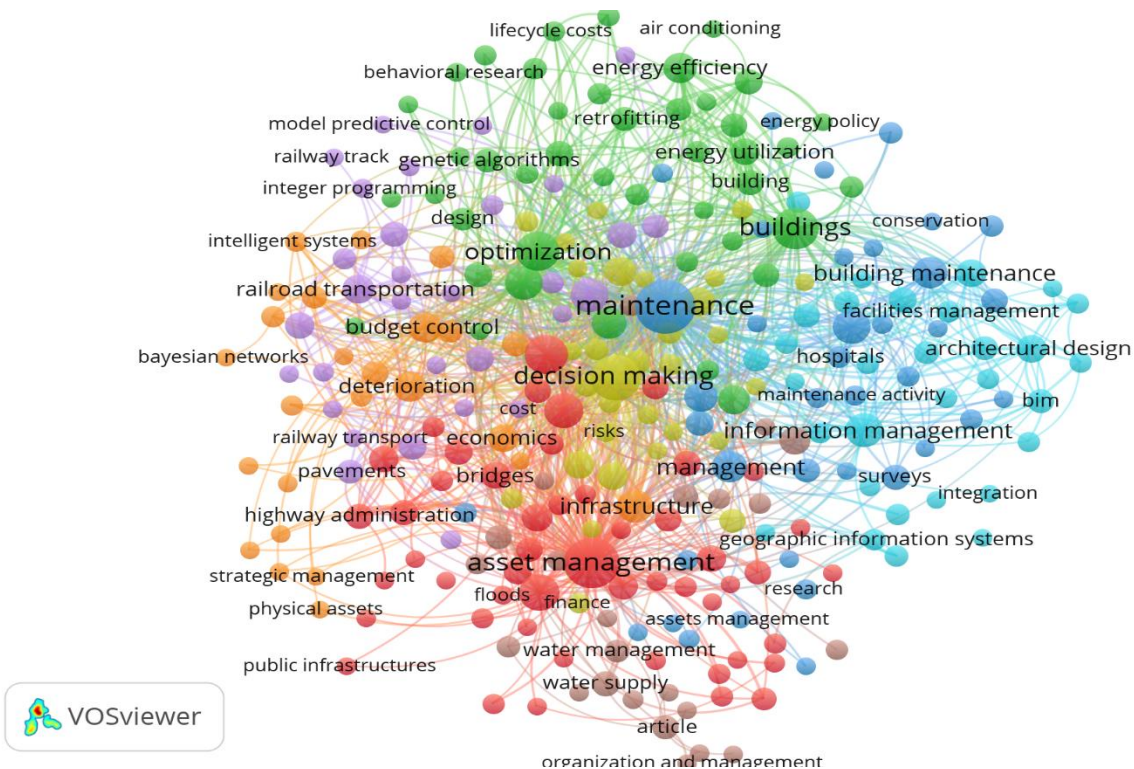 lifecycle costs
air conditioning
behavioral research
energy efficiency
model predictive control
retrofitting
energy policy
railway track
genetic algorithms
energy utilization
integer programming
building
design
buildings
conservation
intelligent systems
optimization
building maintenance
railroad transportation
maintenance
facilities management
budget control
bayesian networks
hospitals
architectural design
deterioration
decision making
maintenance activity
bim
cost
railway transport
economics
risks
information management
pavements
bridges
management
surveys
integration
highway administration
infrastructure
geographic information systems
strategic management
asset management
physical assets
floods
finance
research
assets management
public infrastructures
water management
water supply
article
organization and management
VOSviewer